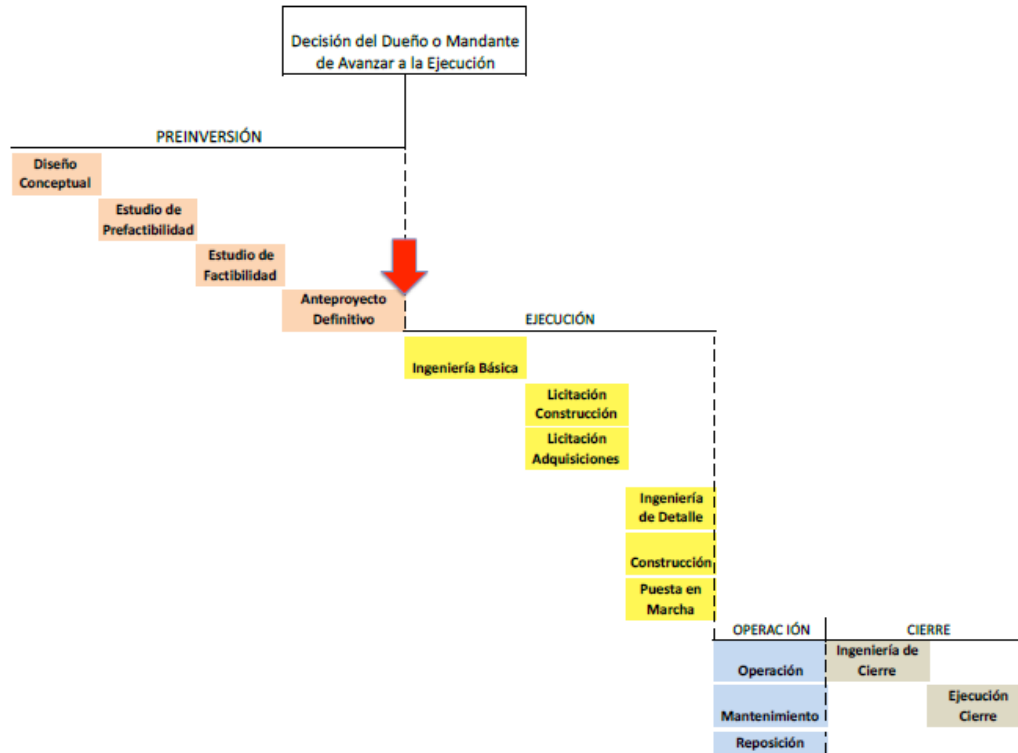 Decisión del Dueño o Mandante
de Avanzar a la Ejecución
PREINVERSIÓN
Diseño
Conceptual
Estudio de
Prefactibilidad
Estudio de
Factibilidad
Anteproyecto
Definitivo
EJECUCIÓN
Ingeniería Básica
Licitación
Construcción
Licitación
Adquisiciones
Ingeniería
de Detalle
Construcción
Puesta en
Marcha
OPERAC IÓN
CIERRE
Operación
Ingeniería de
Cierre
Mantenimiento
Ejecución
Cierre
Reposición